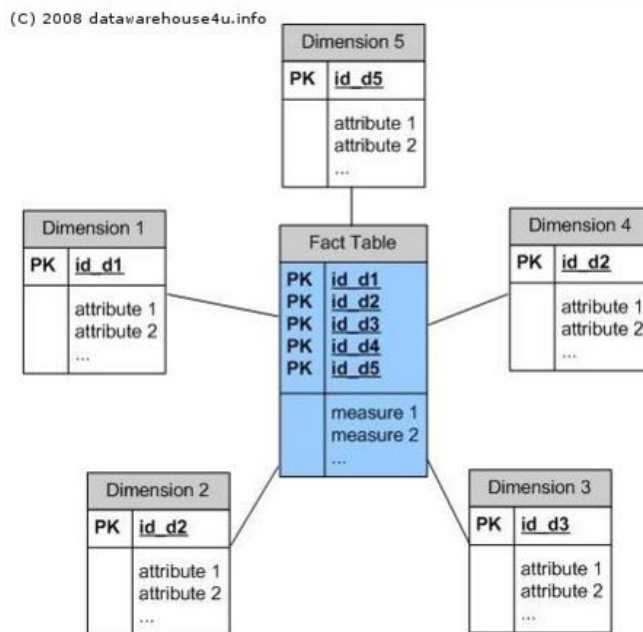 (C) 2008 datawarehouse4u.info
Dimension 5
PK id_d5
attribute 1
attribute 2
...
Dimension 1
PK id_d1
attribute 1
attribute 2
...
Fact Table
PK id_d1
PK id_d2
PK id_d3
PK id_d4
PK id_d5
measure 1
measure 2
...
Dimension 4
PK id_d2
attribute 1
attribute 2
...
Dimension 2
PK id_d2
attribute 1
attribute 2
...
Dimension 3
PK id_d3
attribute 1
attribute 2
...